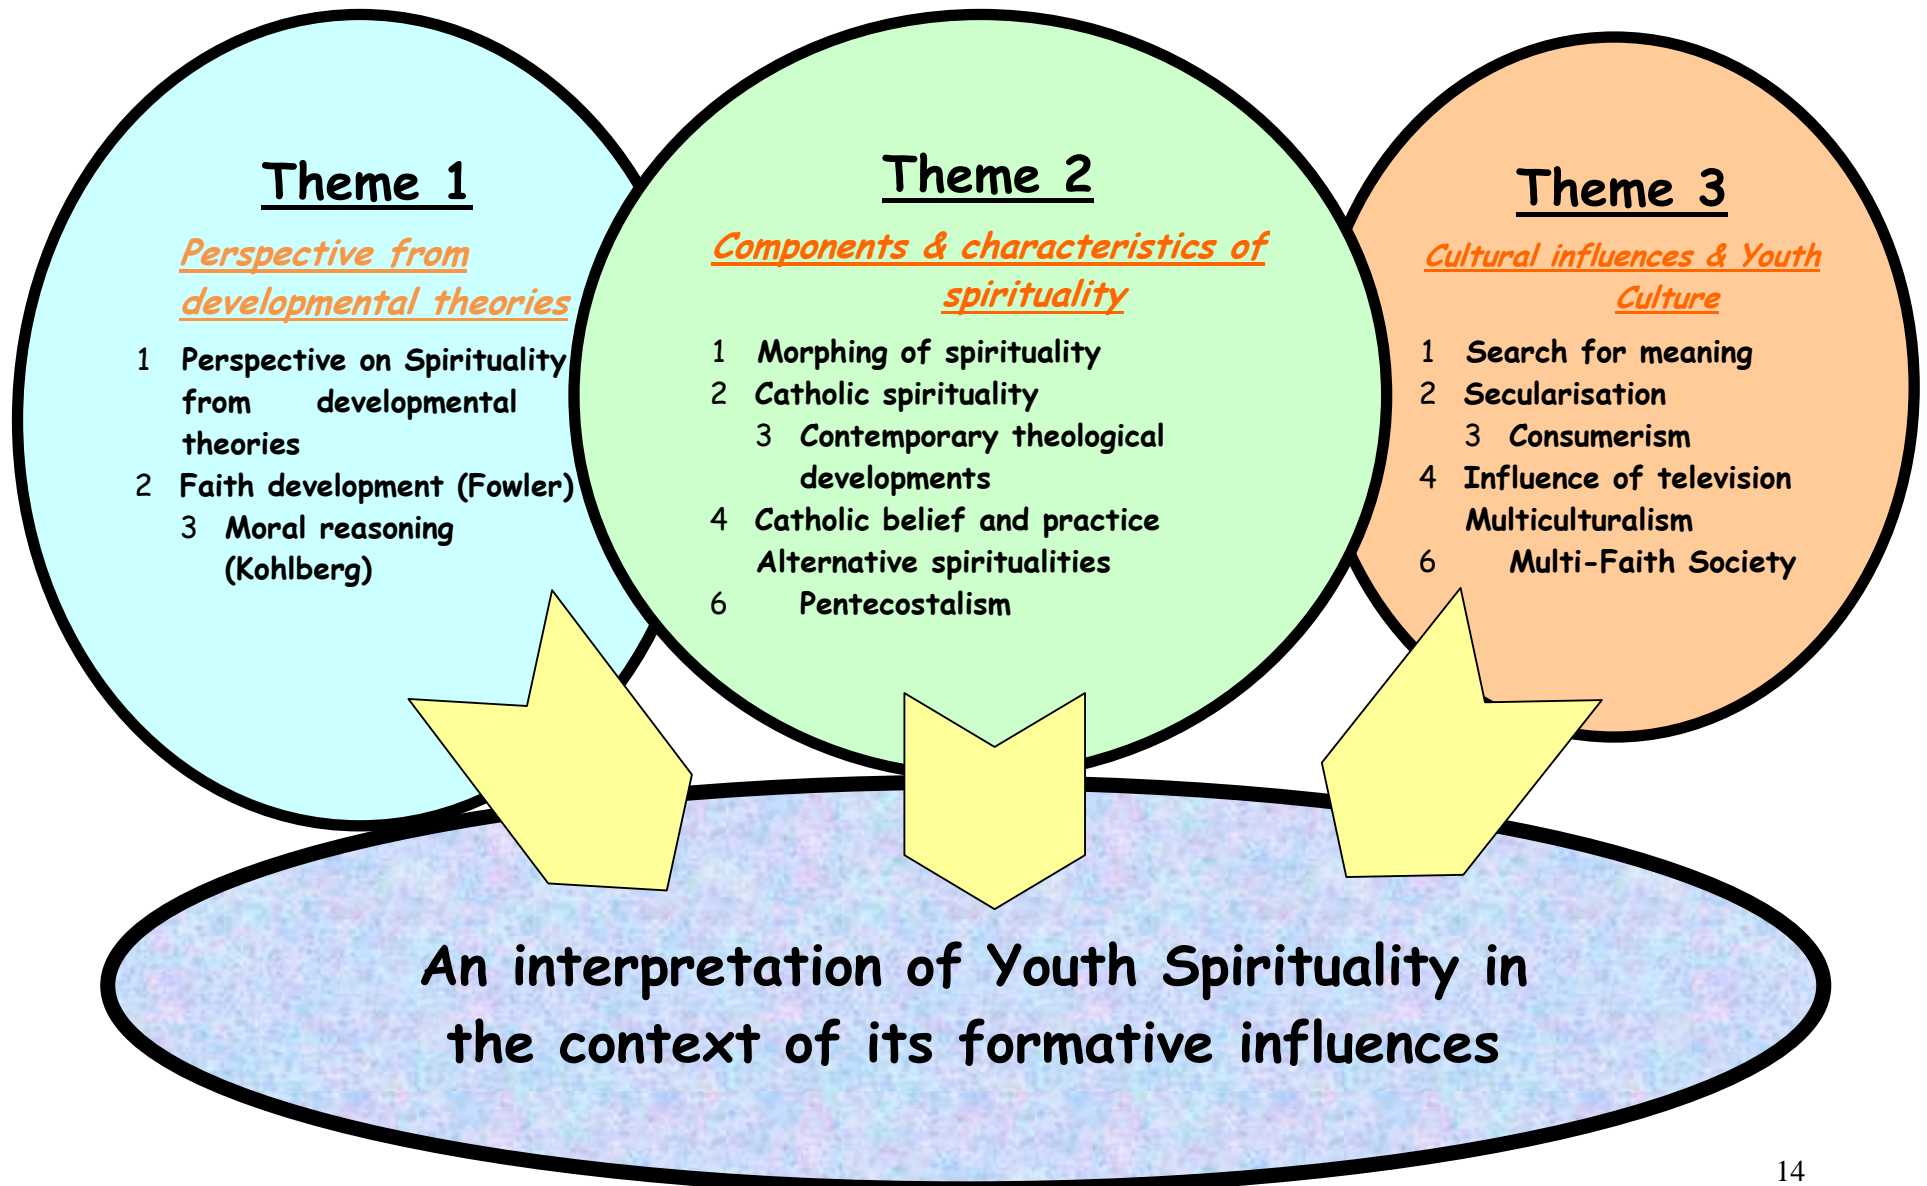 Theme 1
Perspective from
developmental theories
1 Perspective on Spirituality
from developmental
theories
2 Faith development (Fowler)
3 Moral reasoning
(Kohlberg)
Theme 2
Components & characteristics of
spirituality
1 Morphing of spirituality
2 Catholic spirituality
3 Contemporary theological
developments
4 Catholic belief and practice
Alternative spiritualities
6 Pentecostalism
Theme 3
Cultural influences & Youth
Culture
1 Search for meaning
2 Secularisation
3 Consumerism
4 Influence of television
Multiculturalism
6 Multi-Faith Society
An interpretation of Youth Spirituality in
the context of its formative influences
14